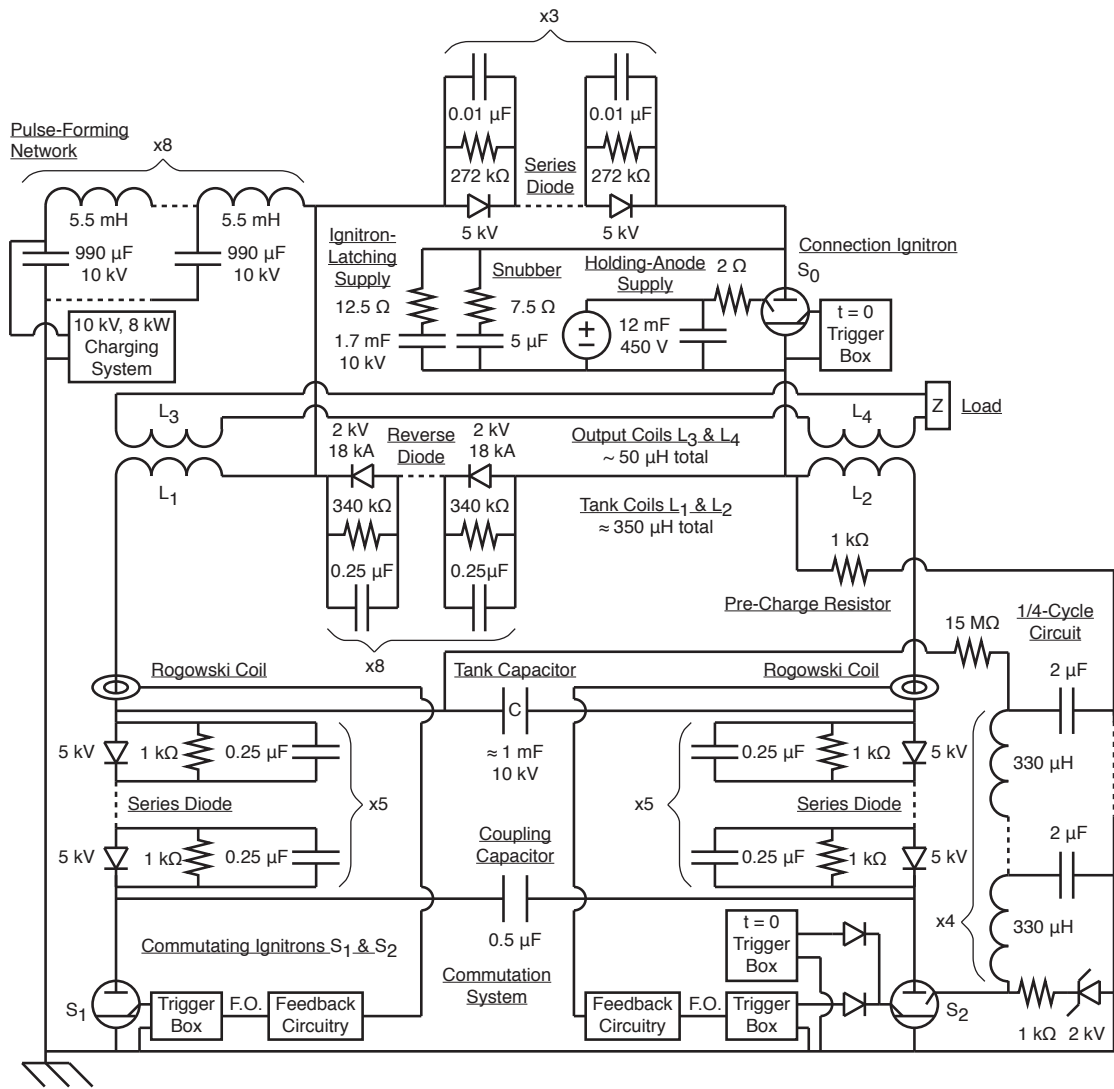 x3
0.01 µF
0.01 µF
272 kΩ
Series
Diode
272 kΩ
5 kV
5 kV
Pulse-Forming
Network
x8
5.5 mH
5.5 mH
990 µF
10 kV
990 µF
10 kV
10 kV, 8 kW
Charging
System
Ignitron-
Latching
Supply
12.5 Ω
1.7 mF
10 kV
Snubber
7.5 Ω
5 µF
Holding-Anode
Supply
2 Ω
12 mF
450 V
Connection Ignitron
S0
t = 0
Trigger
Box
L3
L4
Z
Load
2 kV
18 kA
Reverse
Diode
2 kV
18 kA
Output Coils L3 & L4
~ 50 µH total
L1
L2
340 kΩ
340 kΩ
Tank Coils L1 & L2
≈ 350 µH total
0.25 µF
0.25µF
x8
1 kΩ
Pre-Charge Resistor
15 MΩ
1/4-Cycle
Circuit
Rogowski Coil
Tank Capacitor
Rogowski Coil
C
≈ 1 mF
10 kV
2 µF
5 kV
1 kΩ
0.25 µF
0.25 µF
1 kΩ
5 kV
330 µH
Series Diode
x5
x5
Series Diode
5 kV
1 kΩ
0.25 µF
Coupling
Capacitor
0.25 µF
1 kΩ
5 kV
2 µF
x4
330 µH
0.5 µF
Commutating Ignitrons S1 & S2
Commutation
System
t = 0
Trigger
Box
S1
Trigger
Box
F.O.
Feedback
Circuitry
Feedback
Circuitry
F.O.
Trigger
Box
S2
1 kΩ
2 kV